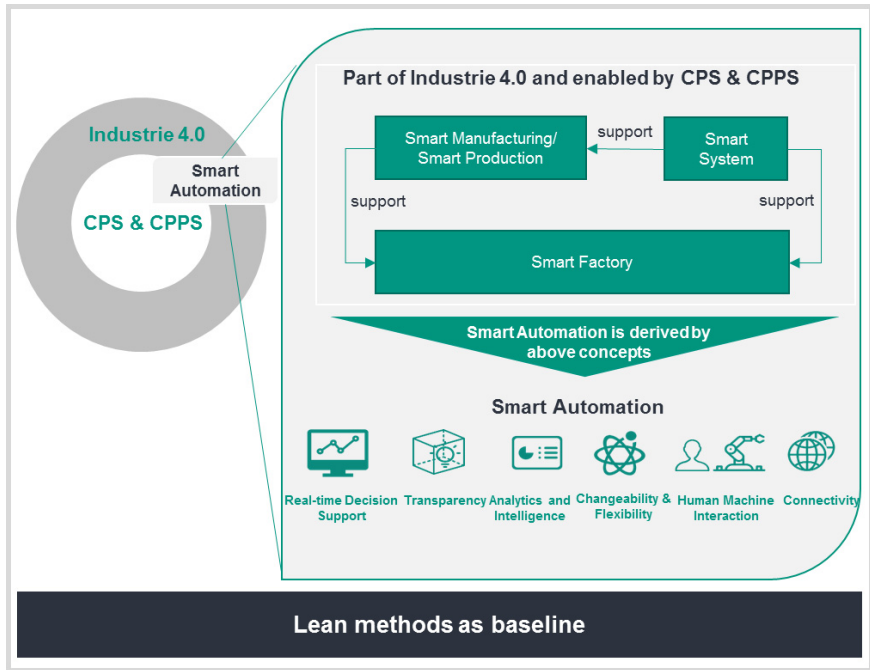 Part of Industrie 4.0 and enabled by CPS & CPPS
Industrie 4.0
Smart
Automation
CPS & CPPS
Smart Manufacturing/
Smart Production
support
Smart
System
support
support
Smart Factory
Smart Automation is derived by
above concepts
Smart Automation
Real-time Decision
Support
Transparency
Analytics and
Intelligence
Changeability &
Flexibility
Human Machine
Interaction
Connectivity
Lean methods as baseline